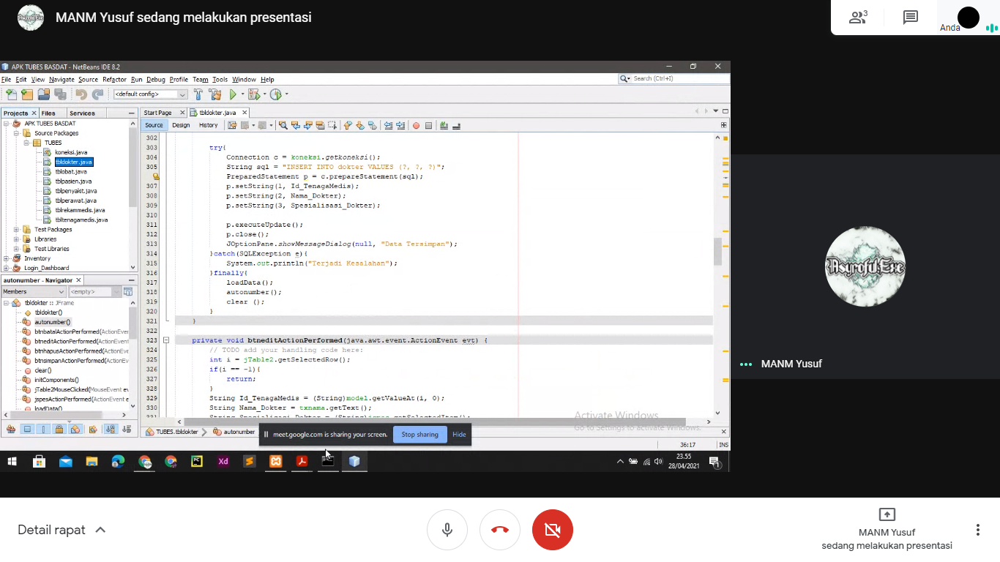 MANM Yusuf sedang melakukan presentasi
3
Anda
APK TUBES BASDAT - NetBeans IDE 8.2
File Edit View Navigate Source Refactor Run Debug Profile Team Tools Window Help
Search (Ctrl+I)
<default config>
Projects Files Services
APK TUBES BASDAT
Source Packages
TUBES
koneksi.java
tbldokter.java
tblobat.java
tblpasien.java
tblpenyakit.java
tblperawat.java
tblrekammedis.java
tbltenagamedis.java
Test Packages
Libraries
Test Libraries
Inventory
Login_Dashboard
autonumber - Navigator
Members <empty>
tbldokter :: JFrame
tbldokter()
autonumber()
btnbatalActionPerformed(ActionEver
btneditActionPerformed(ActionEven
btnhapusActionPerformed(ActionEve
btnsimpanActionPerformed(ActionEv
clear()
initComponents()
jTable2MouseClicked(MouseEvent ev
jspesActionPerformed(ActionEvent e
loadData()
Start Page tbldokter.java
Source Design History
302
303 try{
304 Connection c = koneksi.getkoneksi();
305 String sql = "INSERT INTO dokter VALUES (?, ?, ?)";
PreparedStatement p = c.prepareStatement(sql);
307 p.setString(1, Id_TenagaMedis);
308 p.setString(2, Nama_Dokter);
309 p.setString(3, Spesialisasi_Dokter);
310
311 p.executeUpdate();
312 p.close();
313 JOptionPane.showMessageDialog(null, "Data Tersimpan");
314 }catch(SQLException e){
315 System.out.println("Terjadi Kesalahan");
316 }finally{
317 loadData();
318 autonumber();
319 clear ();
320 }
321 }
322
323 private void btneditActionPerformed(java.awt.event.ActionEvent evt) {
324 // TODO add your handling code here:
325 int i = jTable2.getSelectedRow();
326 if(i == -1){
327 return;
328 }
329 String Id_TenagaMedis = (String)model.getValueAt(i, 0);
330 String Nama_Dokter = txnama.getText();
331 String Spesialisasi_Dokter = (String)jspes.getSelectedItem();
TUBES.tbldokter autonumber
Activate Windows
Go to Settings to activate Windows.
meet.google.com is sharing your screen. Stop sharing Hide
36:17 INS
PC
Xd
23.55
28/04/2021
1
Asyroful Exe
MANM Yusuf
Detail rapat
MANM Yusuf
sedang melakukan presentasi